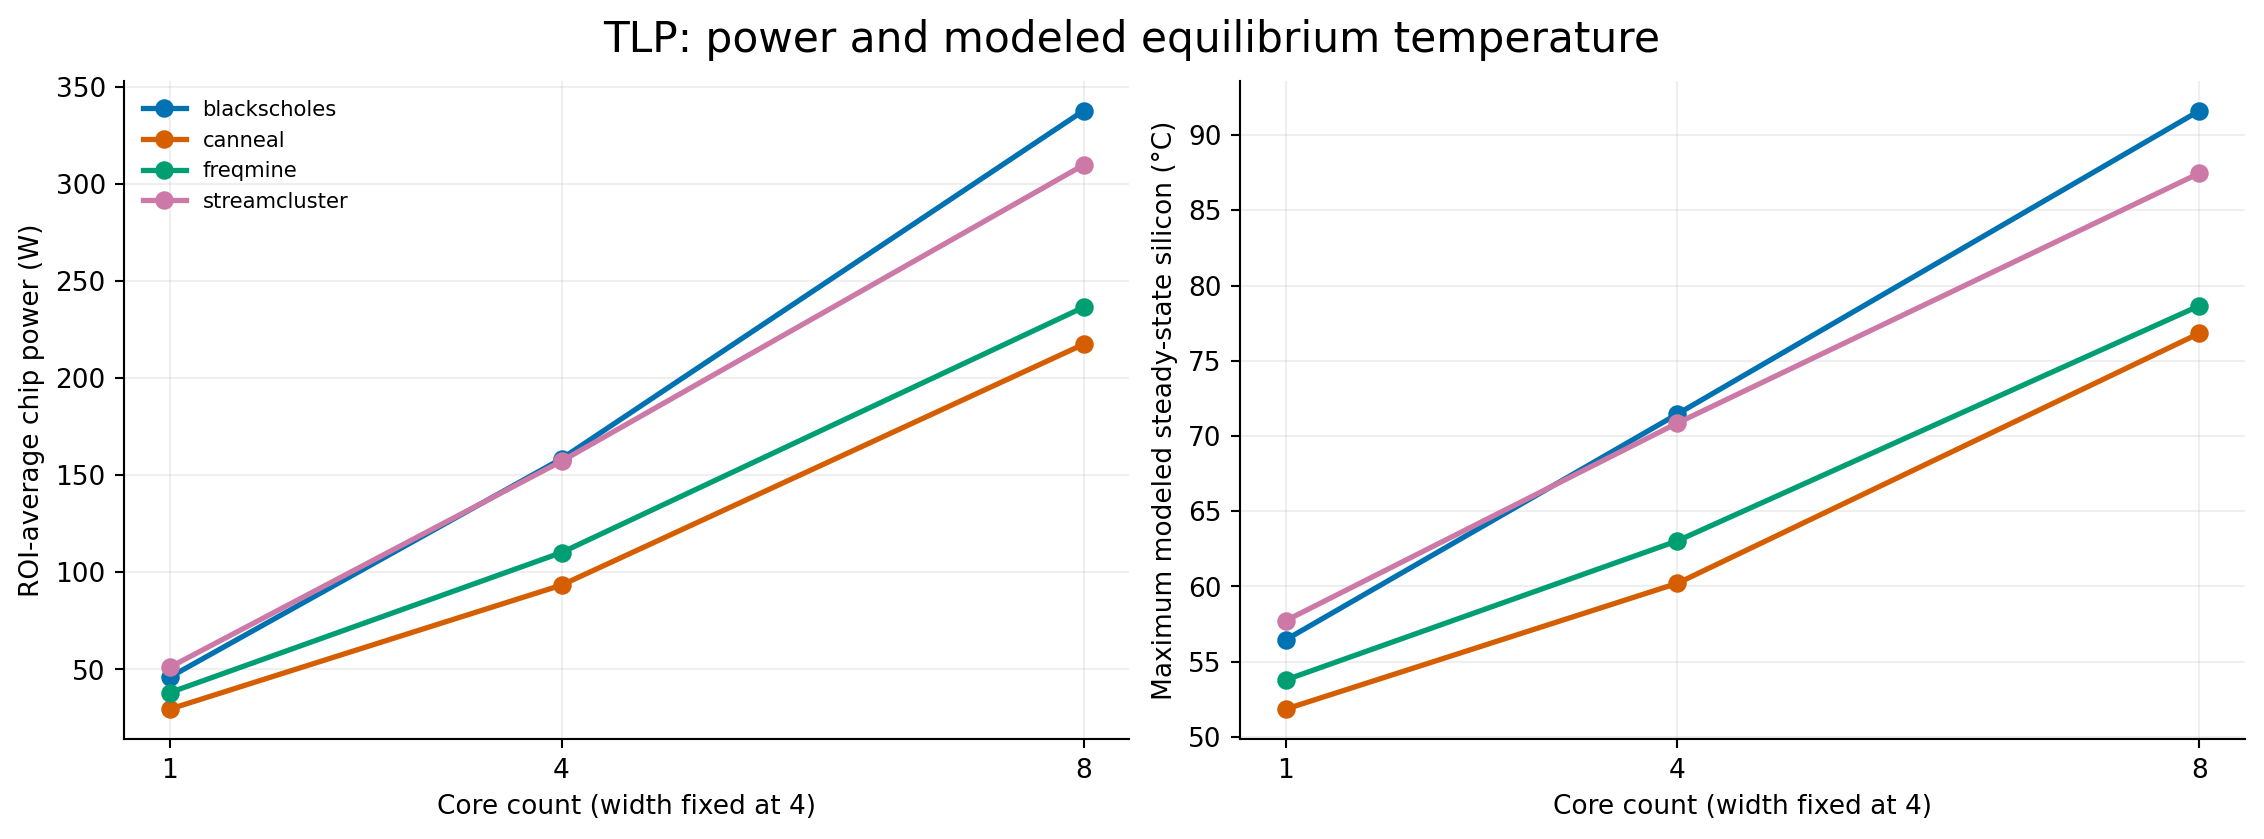 TLP: power and modeled equilibrium temperature
ROI-average chip power (W)
350
300
250
200
150
100
50
blackscholes
canneal
freqmine
streamcluster
1
4
8
Core count (width fixed at 4)
Maximum modeled steady-state silicon (°C)
90
85
80
75
70
65
60
55
50
1
4
8
Core count (width fixed at 4)